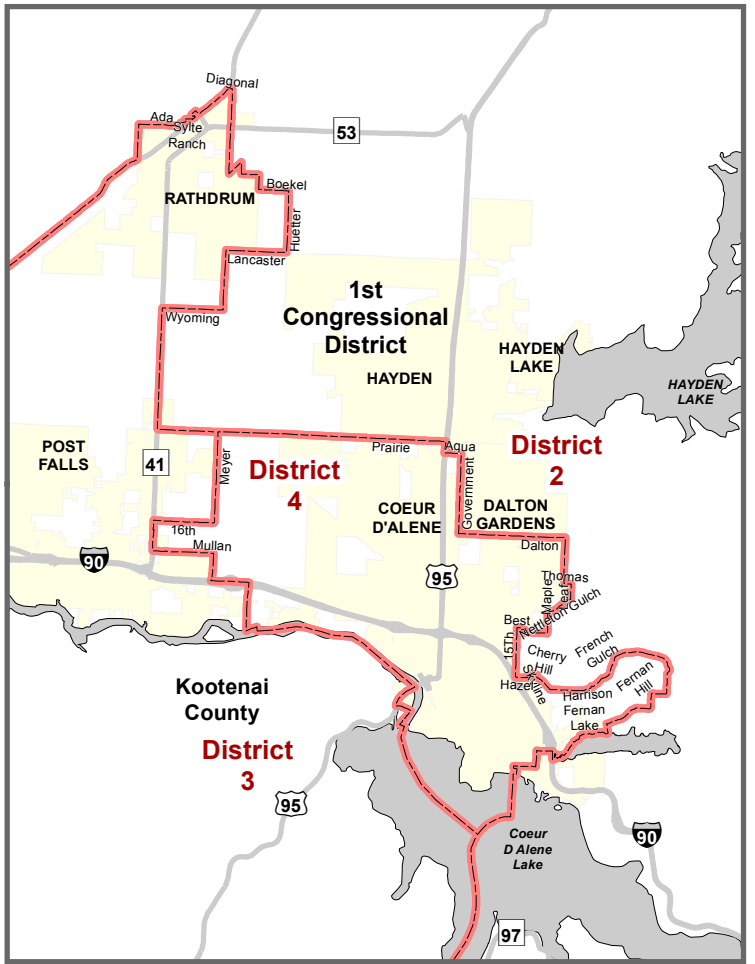 Diagonal
Ada
Sylte
Ranch
53
Boekel
RATHDRUM
Huetter
Lancaster
1st
Congressional
District
Wyoming
HAYDEN
LAKE
HAYDEN
HAYDEN
LAKE
POST
FALLS
41
Meyer
Prairie
Aqua
District
2
District
4
Government
COEUR
D'ALENE
DALTON
GARDENS
16th
Mullan
Dalton
90
95
Thomas
Maple
Leaf
Nettleton Gulch
Best
15Th
Cherry
Hill
French
Gulch
Hazel
Skyline
Harrison
Fernan
Hill
Fernan
Lake
Kootenai
County
District
3
95
Coeur
D Alene
Lake
90
97